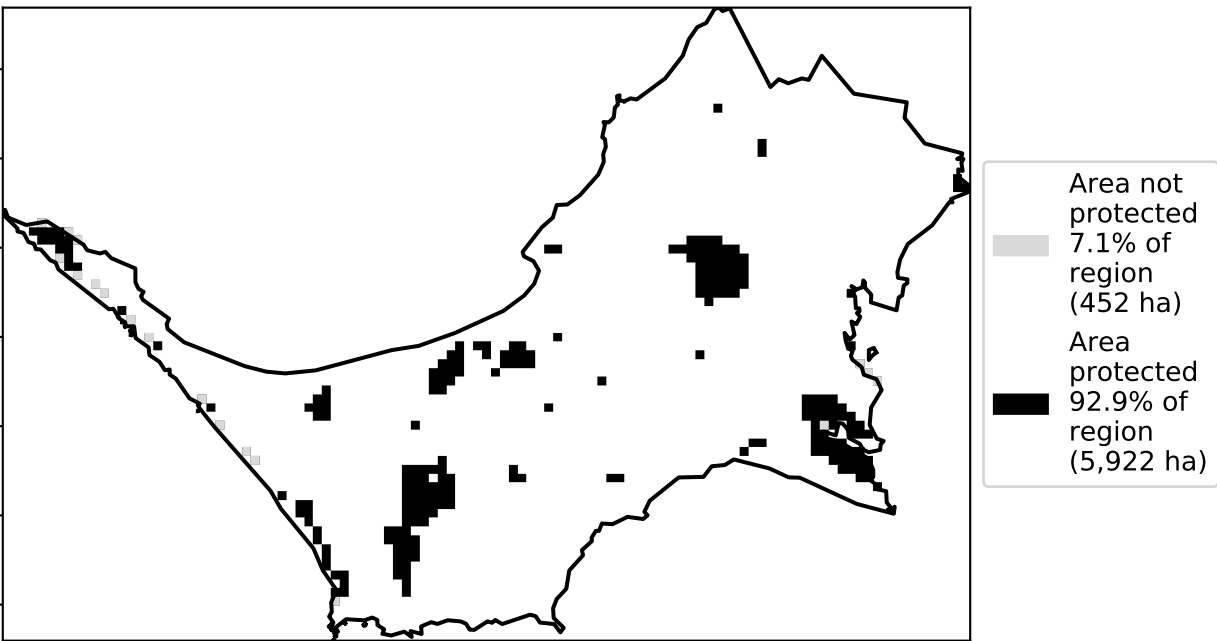 Area not
protected
7.1% of
region
(452 ha)
Area
protected
92.9% of
region
(5,922 ha)